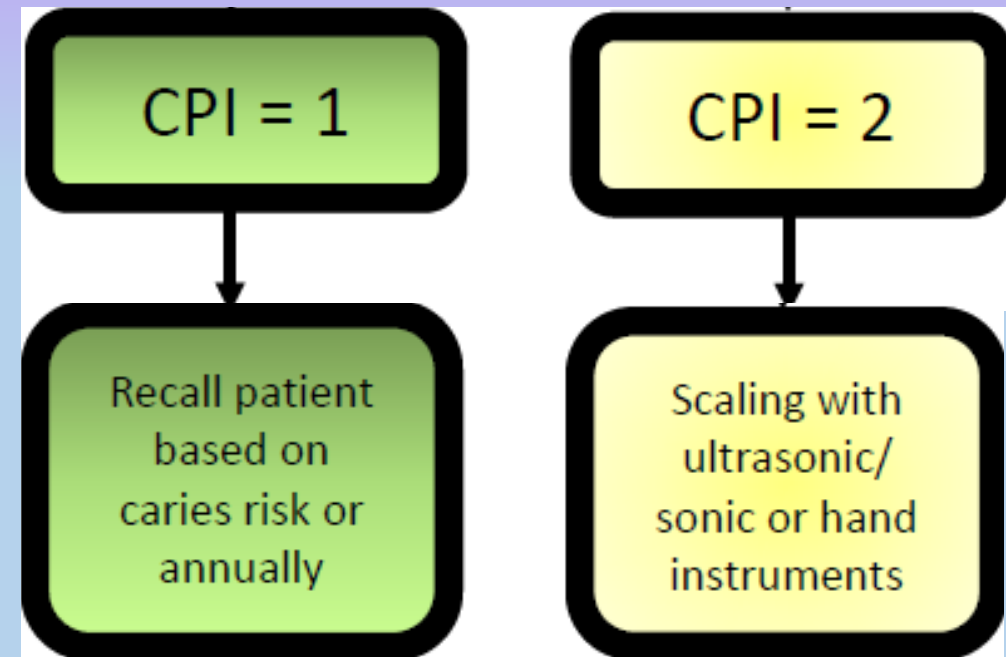 CPI = 1
Recall patient
based on
caries risk or
annually
CPI = 2
Scaling with
ultrasonic/
sonic or hand
instruments